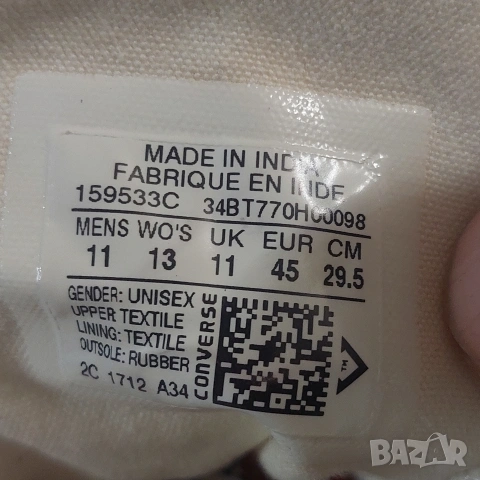 MADE IN INDIA
FABRIQUE EN INDE
159533C 34BT770H00098
MENS WO'S UK EUR CM
11 13 11 45 29.5
GENDER: UNISEX
UPPER TEXTILE
LINING: TEXTILE
OUTSOLE: RUBBER
2C 1712 A34
CONVERSE
BAZAR